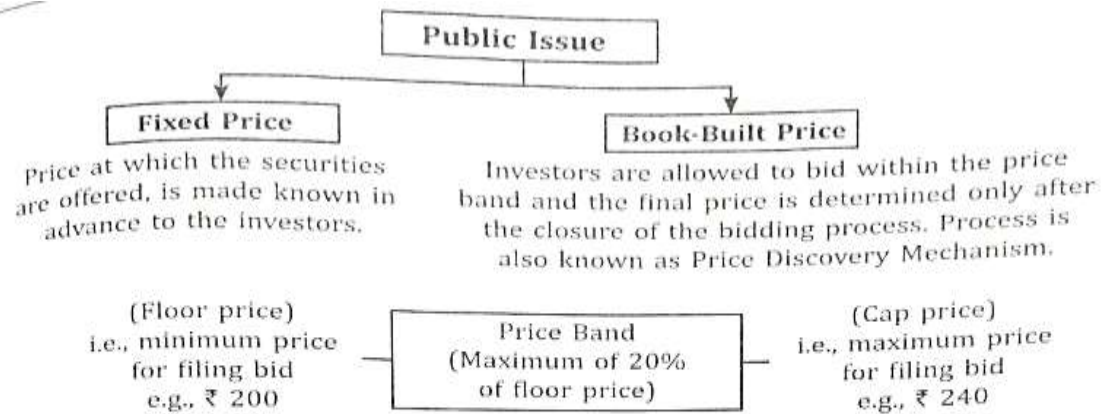 Public Issue
Fixed Price
Price at which the securities
are offered, is made known in
advance to the investors.
Book-Built Price
Investors are allowed to bid within the price
band and the final price is determined only after
the closure of the bidding process. Process is
also known as Price Discovery Mechanism.
(Floor price)
i.e., minimum price
for filing bid
e.g., ₹ 200
Price Band
(Maximum of 20%
of floor price)
(Cap price)
i.e., maximum price
for filing bid
e.g., ₹ 240